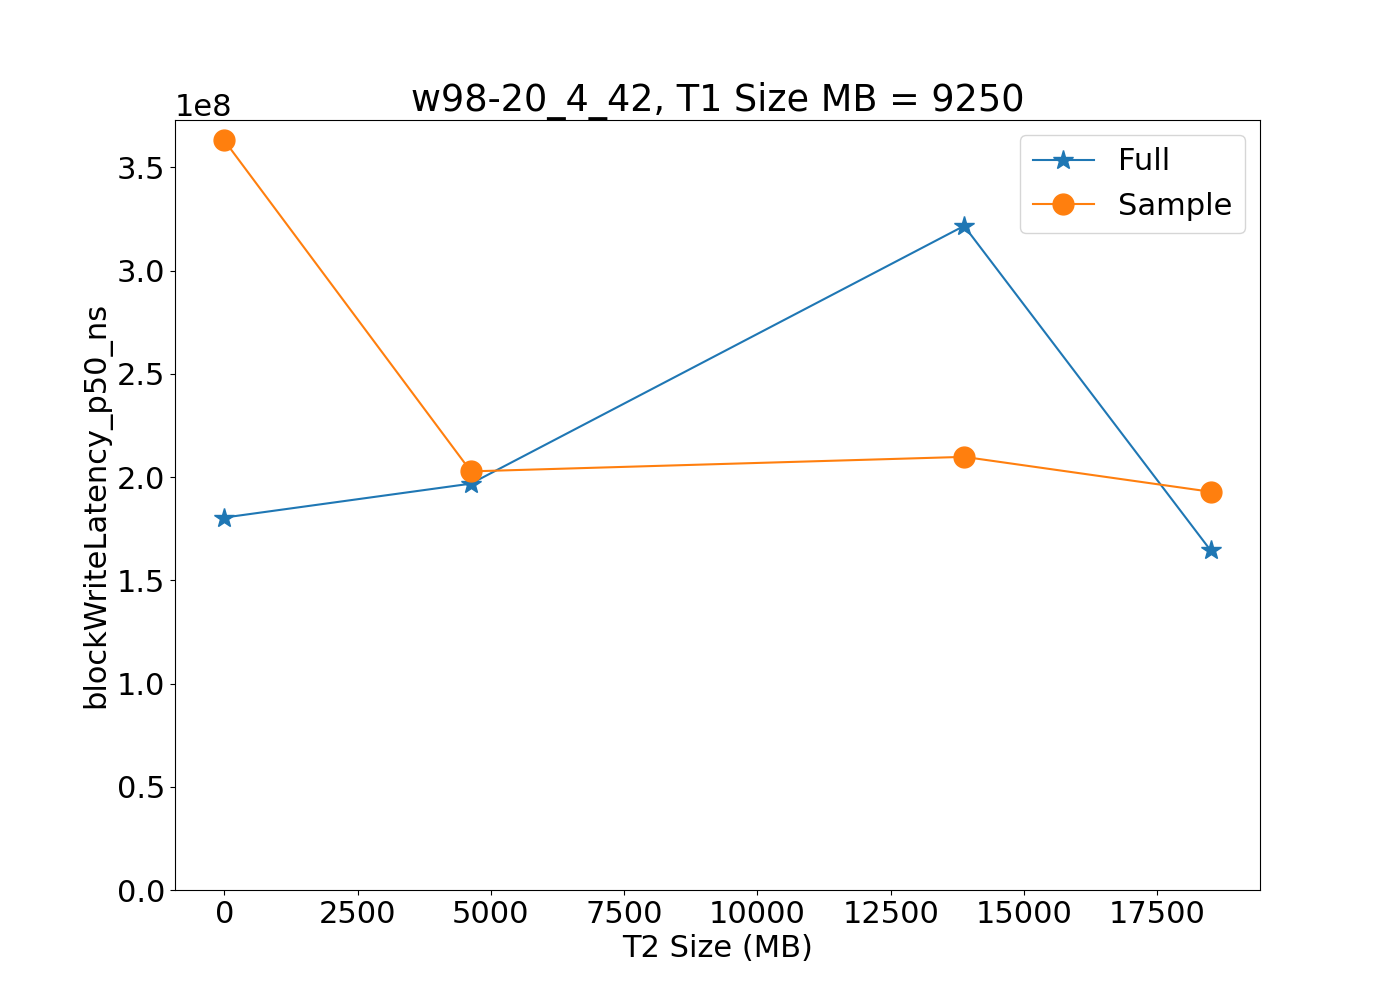 w98-20_4_42, T1 Size MB = 9250
1e8
Full
Sample
3.5
3.0
2.5
2.0
1.5
1.0
0.5
0.0
blockWriteLatency_p50_ns
0 2500 5000 7500 10000 12500 15000 17500
T2 Size (MB)